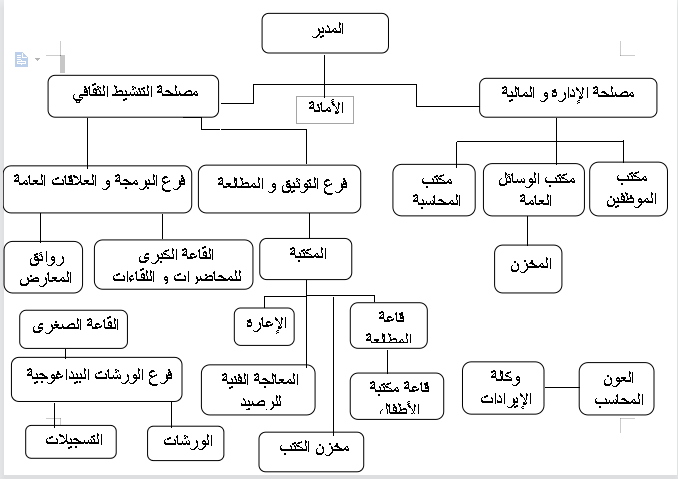 المدير
الأمانة
مصلحة الإدارة و المالية
مصلحة التنشيط الثقافي
مكتب
الموظفين
مكتب الوسائل
العامة
مكتب
المحاسبة
فرع التوثيق و المطالعة
فرع البرمجة و العلاقات العامة
المخزن
المكتبة
القاعة الكبرى
للمحاضرات و اللقاءات
روائق
المعارض
قاعة
المطالعة
الإعارة
القاعة الصغرى
العون
المحاسب
وكالة
الإيرادات
قاعة مكتبة
الأطفال
المعالجة الفنية
للرصيد
فرع الورشات البيداغوجية
مخزن الكتب
الورشات
التسجيلات